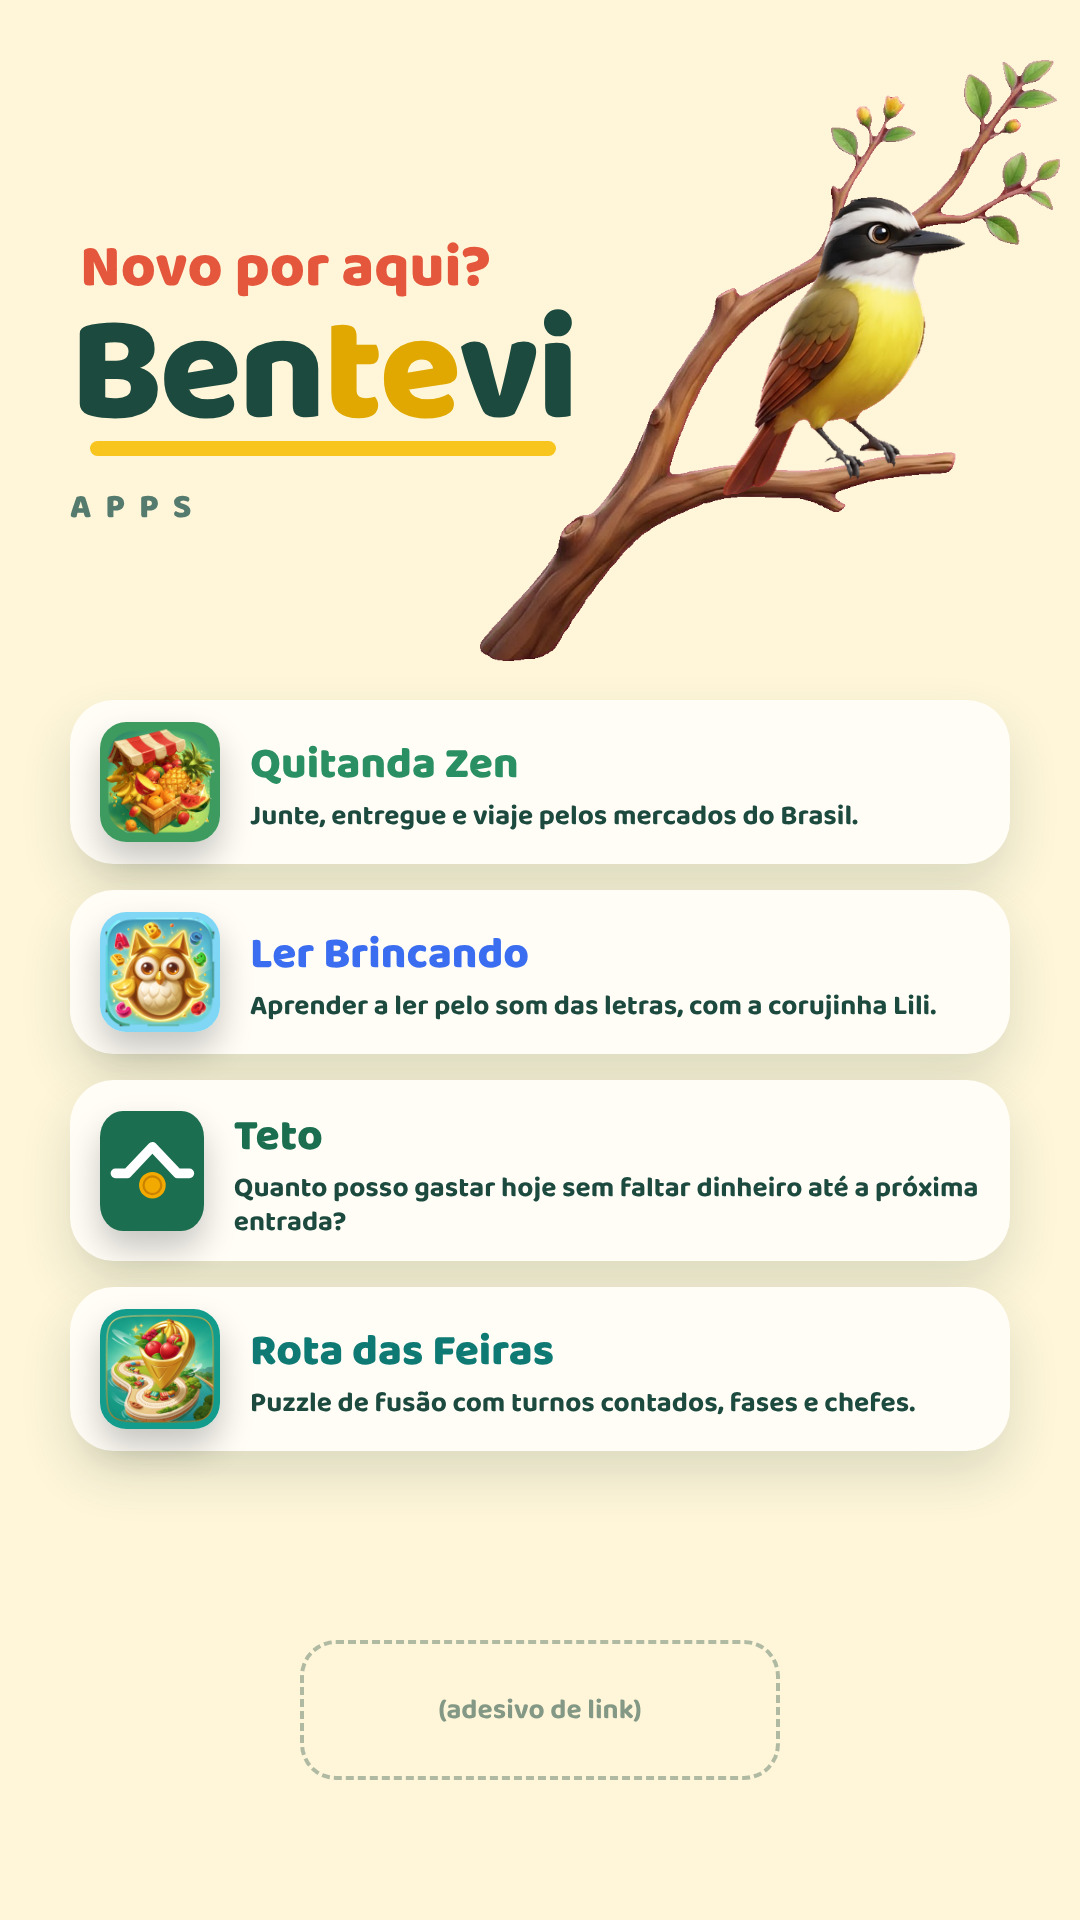 Novo por aqui?
Bentevi
APPS
Quitanda Zen
Junte, entregue e viaje pelos mercados do Brasil.
Ler Brincando
Aprender a ler pelo som das letras, com a corujinha Lili.
Teto
Quanto posso gastar hoje sem faltar dinheiro até a próxima
entrada?
Rota das Feiras
Puzzle de fusão com turnos contados, fases e chefes.
(adesivo de link)